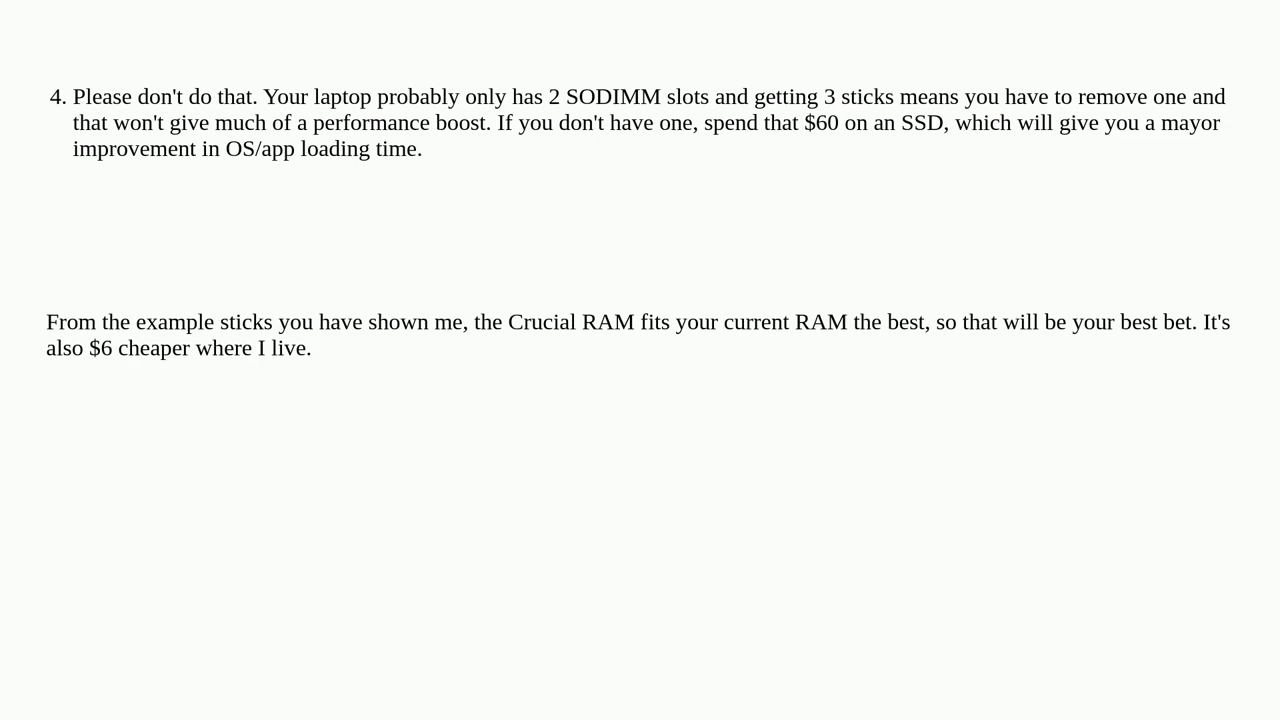 4. Please don't do that. Your laptop probably only has 2 SODIMM slots and getting 3 sticks means you have to remove one and
that won't give much of a performance boost. If you don't have one, spend that $60 on an SSD, which will give you a mayor
improvement in OS/app loading time.
From the example sticks you have shown me, the Crucial RAM fits your current RAM the best, so that will be your best bet. It's
also $6 cheaper where I live.